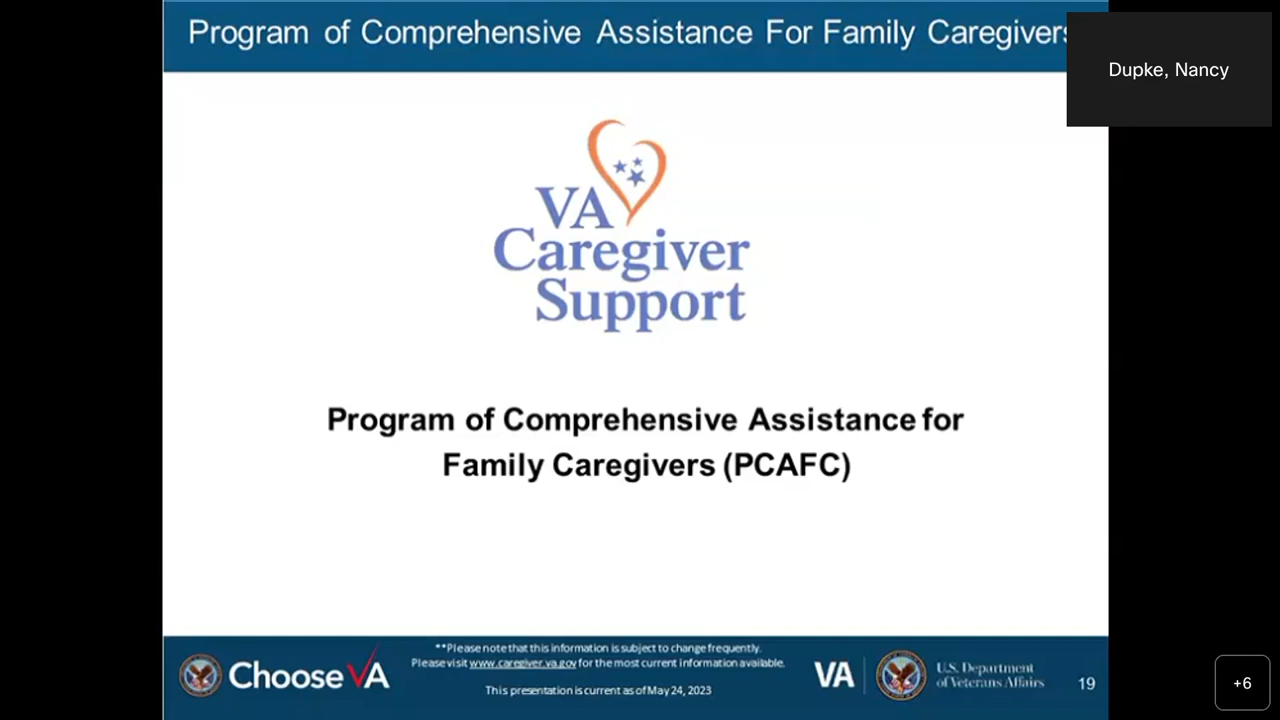 Program of Comprehensive Assistance For Family Caregivers
Dupke, Nancy
VA
Caregiver
Support
Program of Comprehensive Assistance for
Family Caregivers (PCAFC)
**Please note that this information is subject to change frequently.
Please visit www.caregiver.va.gov for the most current information available.
This presentation is current as of May 24, 2023
Choose VA
VA
U.S. Department
of Veterans Affairs
19
+6